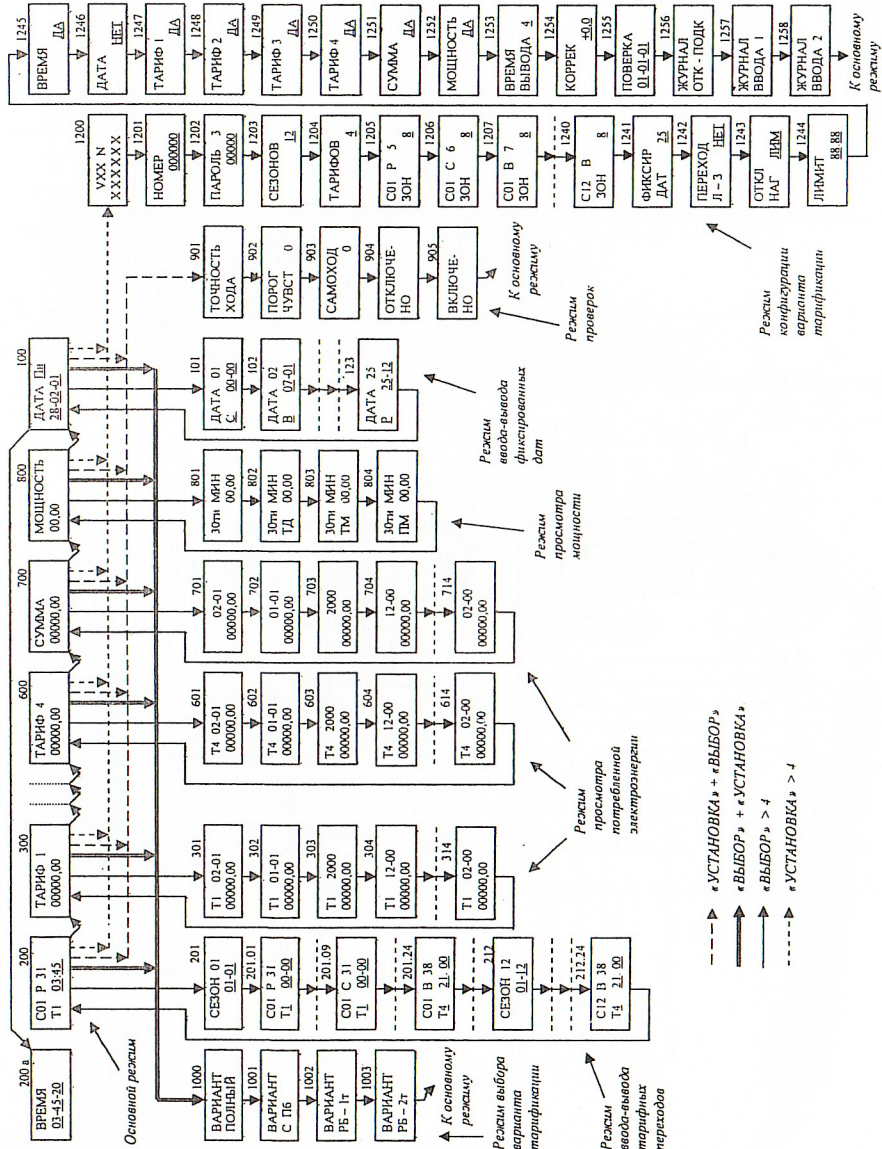 200 а
ВРЕМЯ
03-45-20
200
С01 Р 31
Т1 03:45
300
ТАРИФ 1
00000,00
600
ТАРИФ 4
00000,00
700
СУММА
00000,00
800
МОЩНОСТЬ
00,00
100
ДАТА Пн
28-02-01
Основной режим
1000
ВАРИАНТ
ПОЛНЫЙ
1001
ВАРИАНТ
С Пб
1002
ВАРИАНТ
РБ – 1т
1003
ВАРИАНТ
РБ – 2т
К основному
режиму
Режим выбора
варианта
тарификации
201
СЕЗОН 01
01-01
201.01
С01 Р 31
Т1 00-00
201.09
С01 С 31
Т1 00-00
201.24
С01 В 38
Т4 21. 00
212
СЕЗОН 12
01-12
212.24
С12 В 38
Т4 21. 00
Режим
ввода-вывода
тарифных
переходов
301
Т1 02-01
00000,00
302
Т1 01-01
00000,00
303
Т1 2000
00000,00
304
Т1 12-00
00000,00
314
Т1 02-00
00000,00
601
Т4 02-01
00000,00
602
Т4 01-01
00000,00
603
Т4 2000
00000,00
604
Т4 12-00
00000,00
614
Т4 02-00
00000,00
701
02-01
00000,00
702
01-01
00000,00
703
2000
00000,00
704
12-00
00000,00
714
02-00
00000,00
Режим
просмотра
потребленной
электроэнергии
801
30ти МИН
00,00
802
30ти МИН
ТД 00,00
803
30ти МИН
ТМ 00,00
804
30ти МИН
ПМ 00,00
Режим
просмотра
мощности
101
ДАТА 01
С 00-00
102
ДАТА 02
В 07-01
123
ДАТА 25
Р 25-12
Режим
ввода-вывода
фиксированных
дат
901
ТОЧНОСТЬ
ХОДА
902
ПОРОГ
ЧУВСТ 0
903
САМОХОД
0
904
ОТКЛЮЧЕ-
НО
905
ВКЛЮЧЕ-
НО
К основному
режиму
Режим
проверок
1200
VXX N
XXXXXX
1201
НОМЕР
000000
1202
ПАРОЛЬ 3
00000
1203
СЕЗОНОВ
12
1204
ТАРИФОВ
4
1205
С01 Р 5
ЗОН 8
1206
С01 С 6
ЗОН 8
1207
С01 В 7
ЗОН 8
1240
С12 В
ЗОН 8
1241
ФИКСИР
ДАТ 25
1242
ПЕРЕХОД
Л – З НЕТ
1243
ОТКЛ
НАГ ЛИМ
1244
ЛИМИТ
88 88
Режим
конфигурации
варианта
тарификации
1245
ВРЕМЯ
ДА
1246
ДАТА
НЕТ
1247
ТАРИФ 1
ДА
1248
ТАРИФ 2
ДА
1249
ТАРИФ 3
ДА
1250
ТАРИФ 4
ДА
1251
СУММА
ДА
1252
МОЩНОСТЬ
ДА
1253
ВРЕМЯ
ВЫВОДА 4
1254
КОРРЕК
+0.0
1255
ПОВЕРКА
01-01-01
1256
ЖУРНАЛ
ОТК - ПОДК
1257
ЖУРНАЛ
ВВОДА 1
1258
ЖУРНАЛ
ВВОДА 2
К основному
режиму
«УСТАНОВКА» + «ВЫБОР»
«ВЫБОР» + «УСТАНОВКА»
«ВЫБОР» > 4
«УСТАНОВКА» > 4